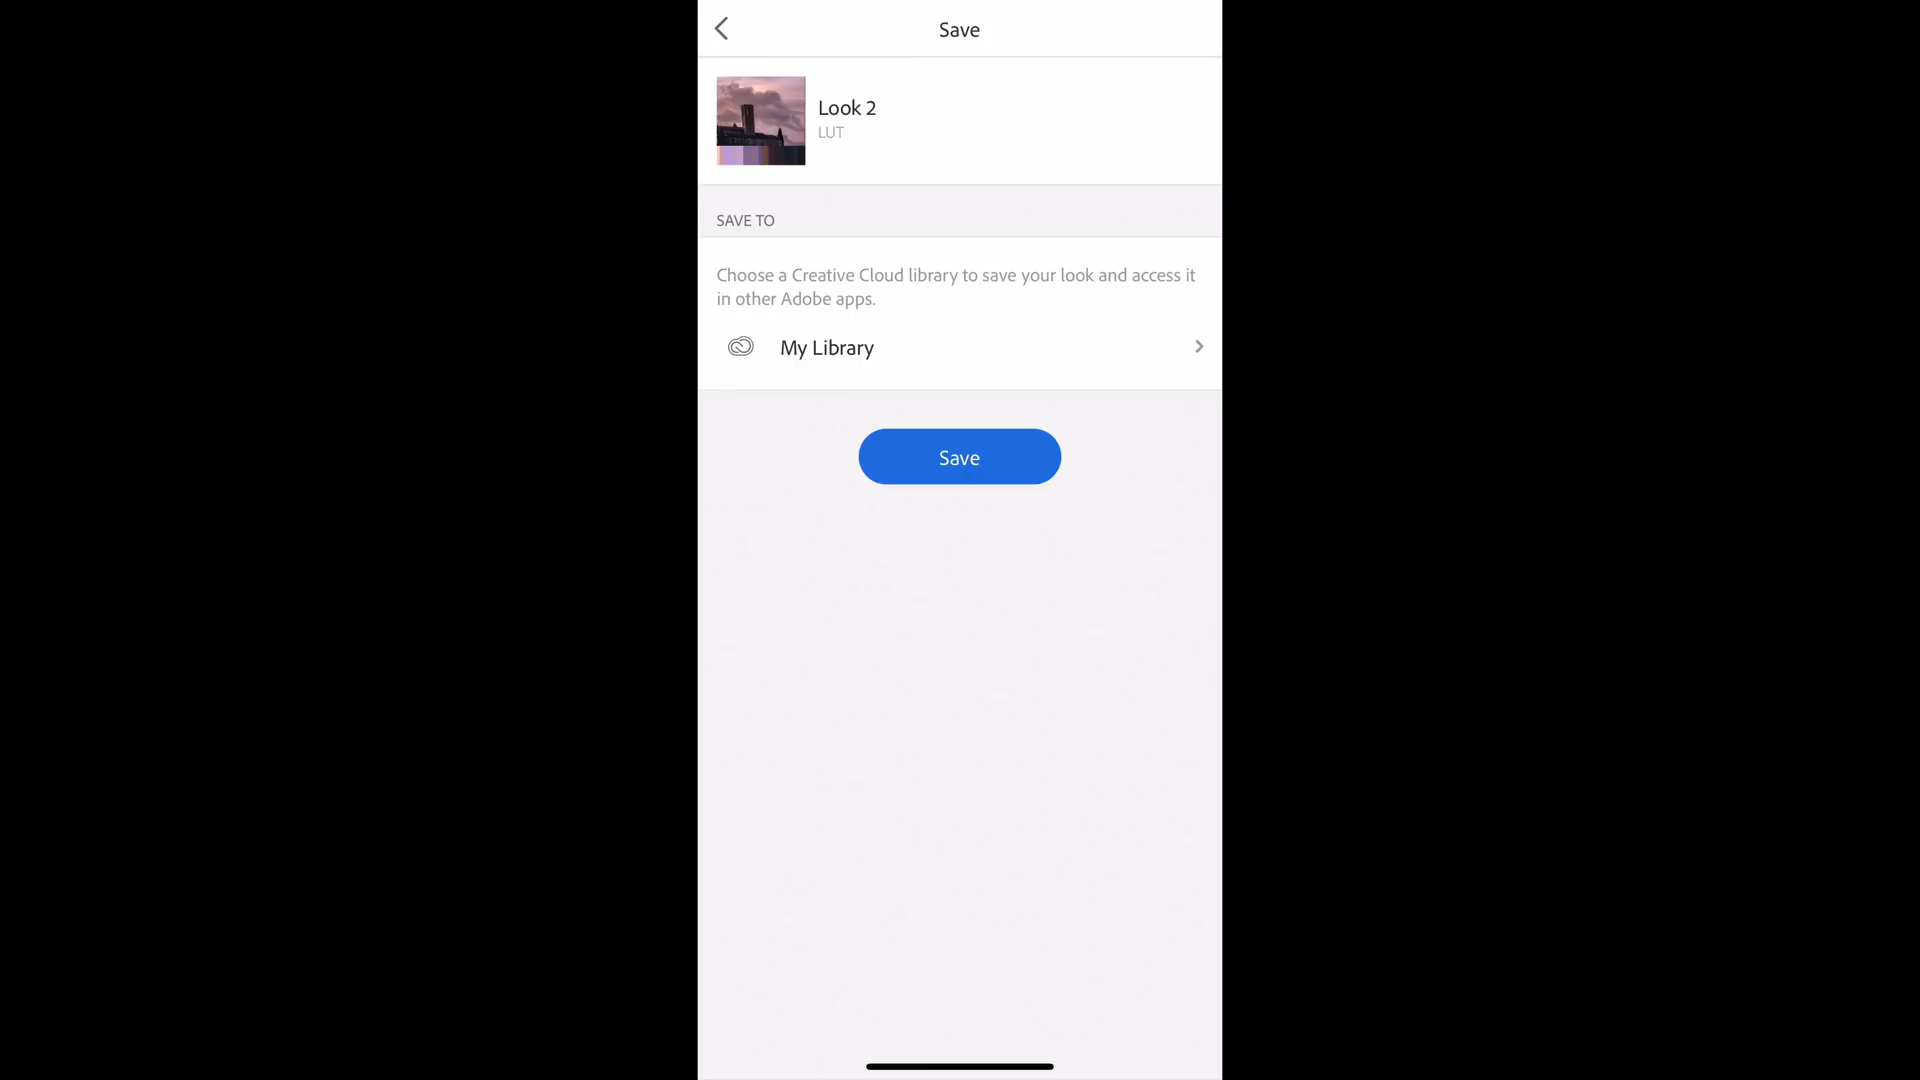 Save
Look 2
LUT
SAVE TO
Choose a Creative Cloud library to save your look and access it
in other Adobe apps.
My Library
Save